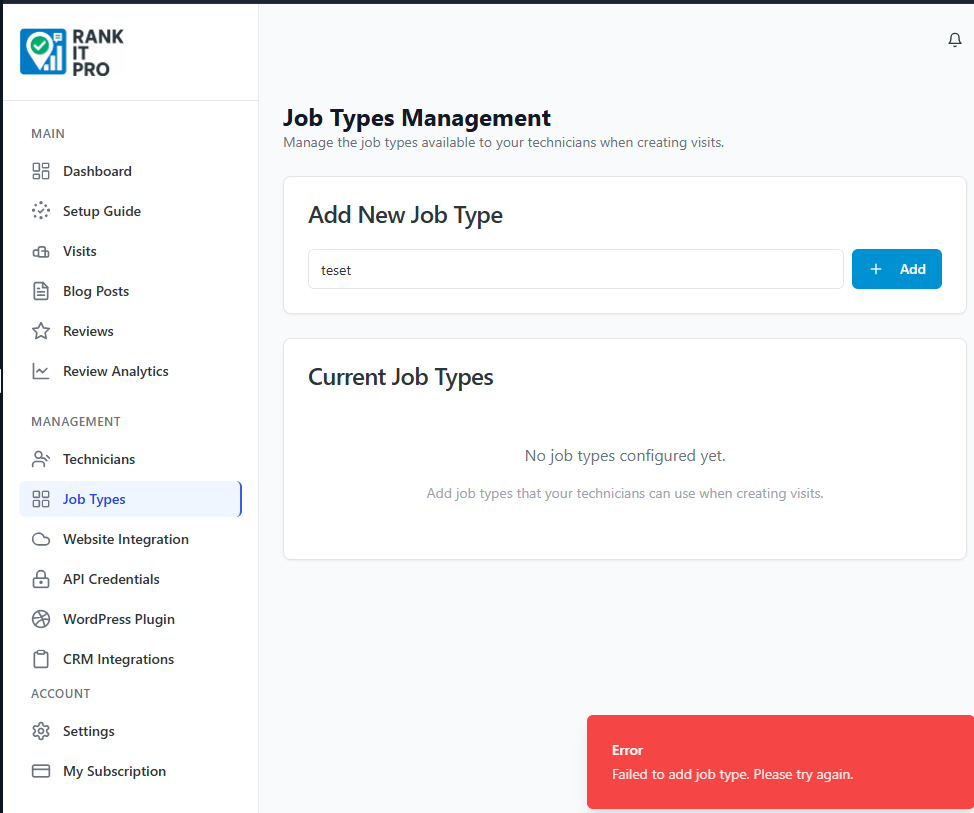 RANK
IT
PRO
MAIN
Dashboard
Setup Guide
Visits
Blog Posts
Reviews
Review Analytics
MANAGEMENT
Technicians
Job Types
Website Integration
API Credentials
WordPress Plugin
CRM Integrations
ACCOUNT
Settings
My Subscription
Job Types Management
Manage the job types available to your technicians when creating visits.
Add New Job Type
teset
+ Add
Current Job Types
No job types configured yet.
Add job types that your technicians can use when creating visits.
Error
Failed to add job type. Please try again.